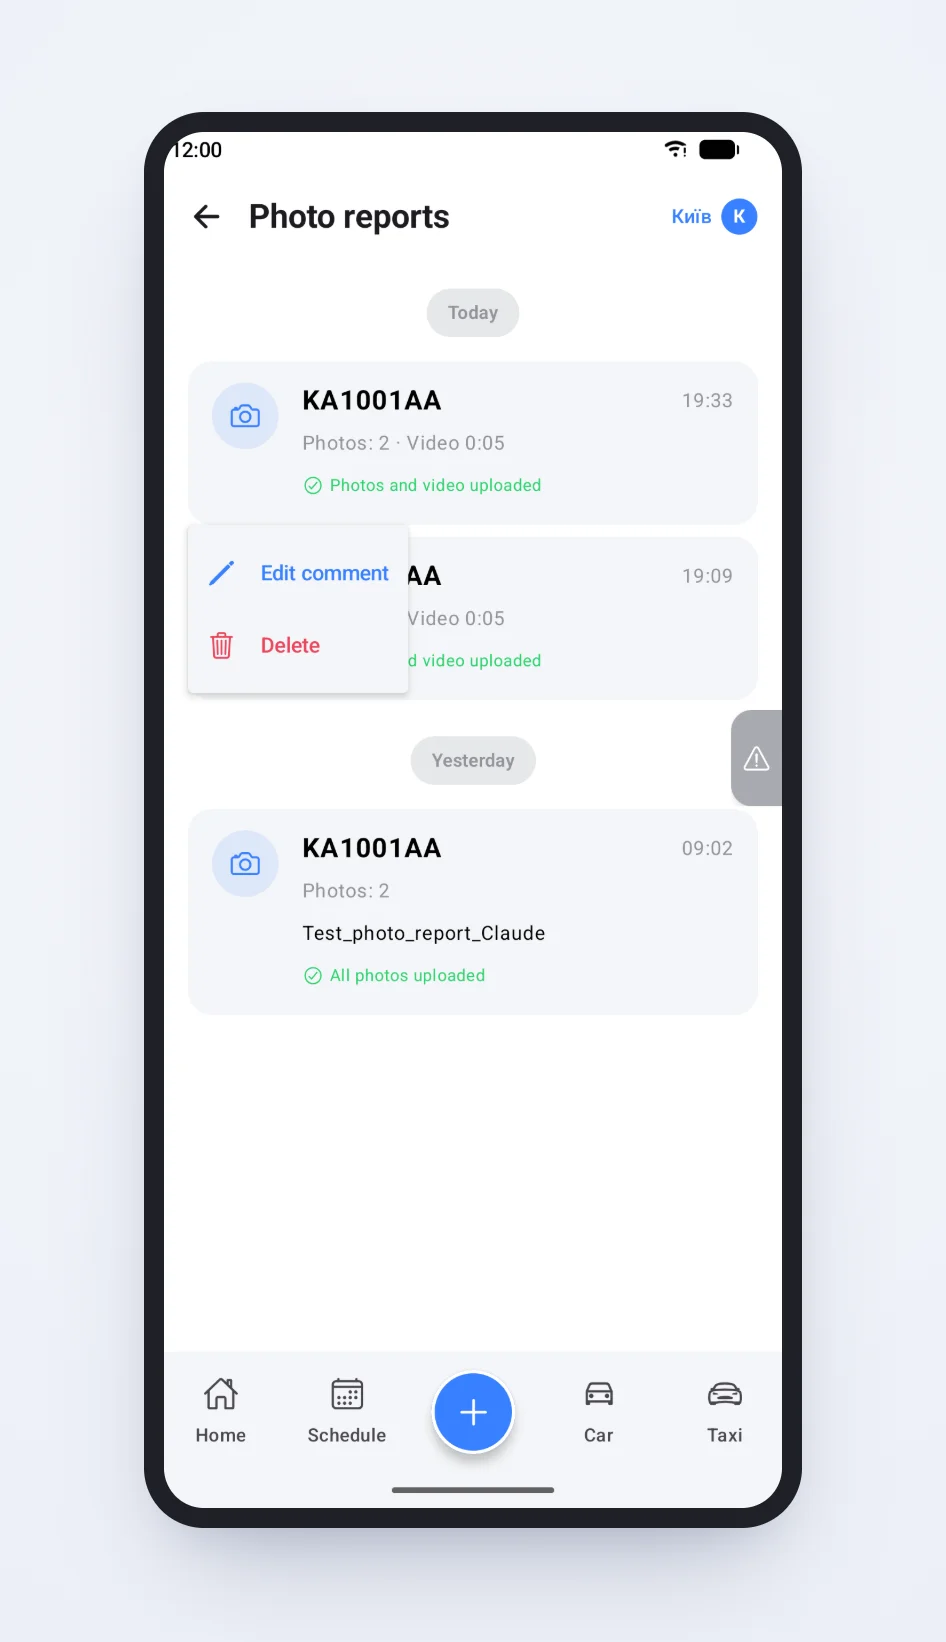 12:00
Photo reports
Київ K
Today
KA1001AA 19:33
Photos: 2 · Video 0:05
Photos and video uploaded
Edit comment
Delete
AA 19:09
Video 0:05
d video uploaded
Yesterday
KA1001AA 09:02
Photos: 2
Test_photo_report_Claude
All photos uploaded
Home Schedule Car Taxi